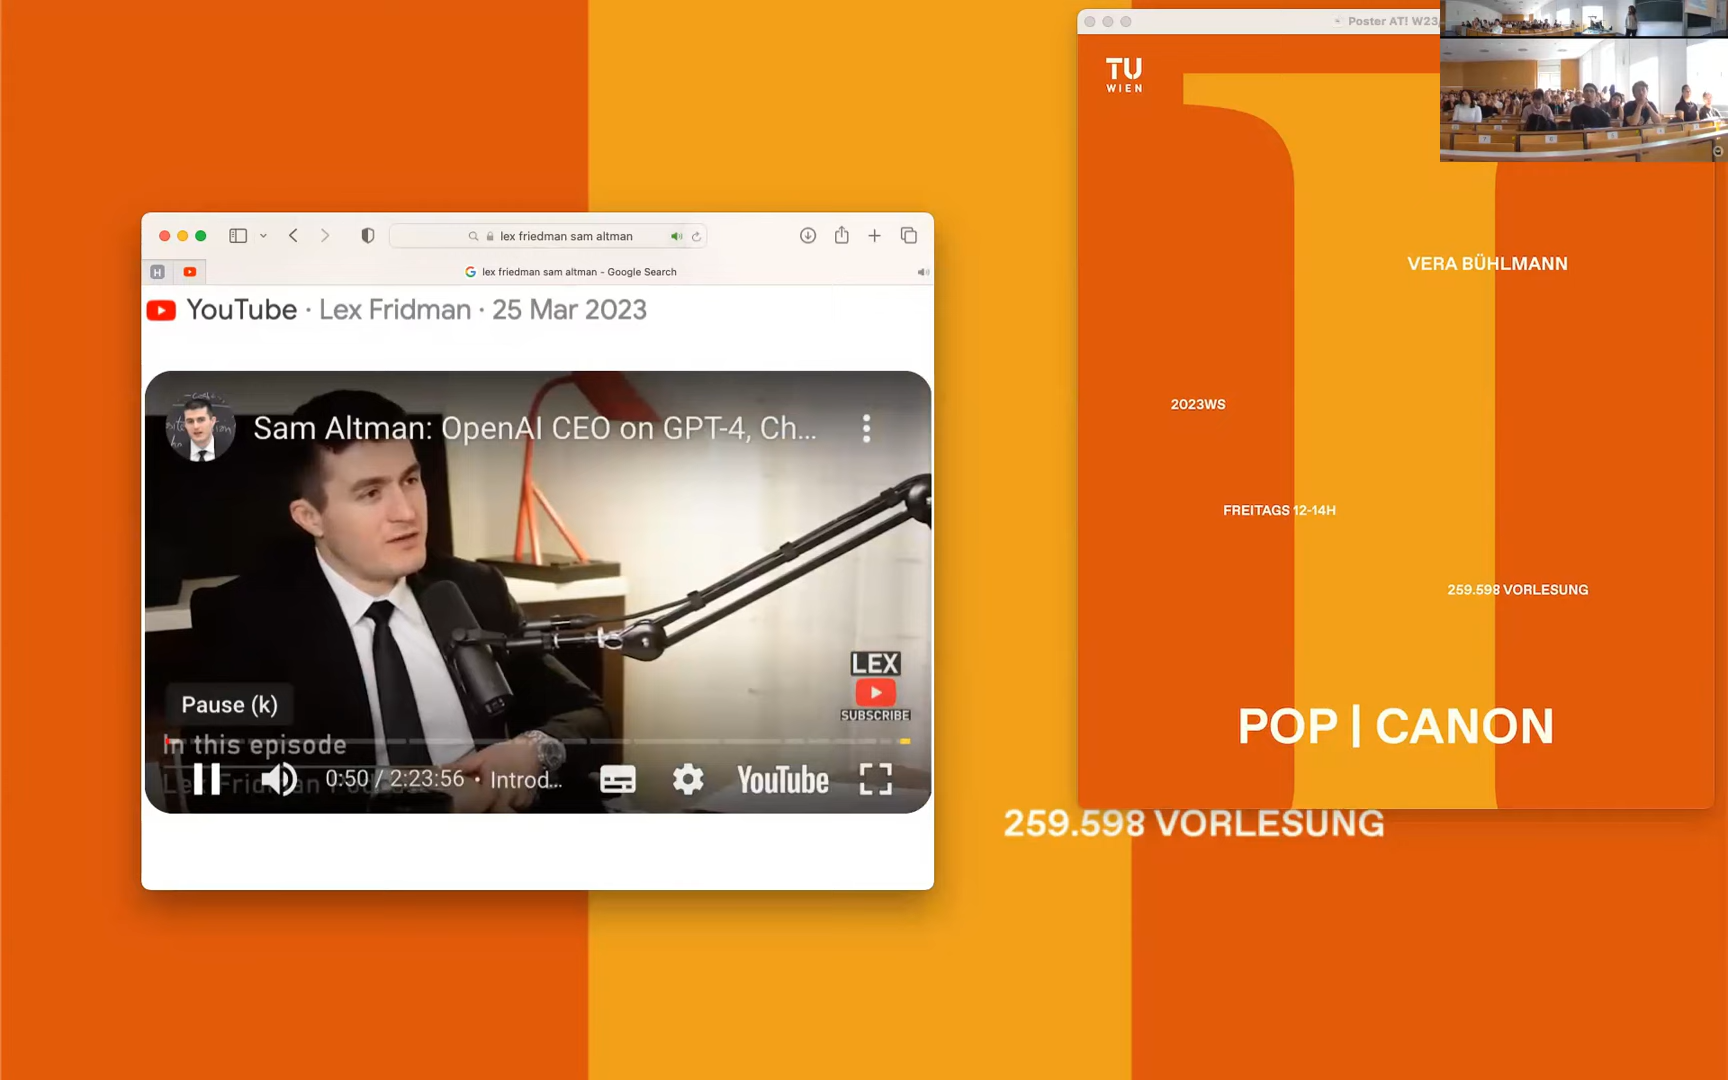 lex friedman sam altman
H
lex friedman sam altman - Google Search
YouTube · Lex Fridman · 25 Mar 2023
Sam Altman: OpenAI CEO on GPT-4, Ch...
LEX
SUBSCRIBE
Pause (k)
In this episode
0:50 / 2:23:56 • Introd...
YouTube
Poster AT! W23
TU
WIEN
VERA BÜHLMANN
2023WS
FREITAGS 12-14H
259.598 VORLESUNG
POP | CANON
259.598 VORLESUNG